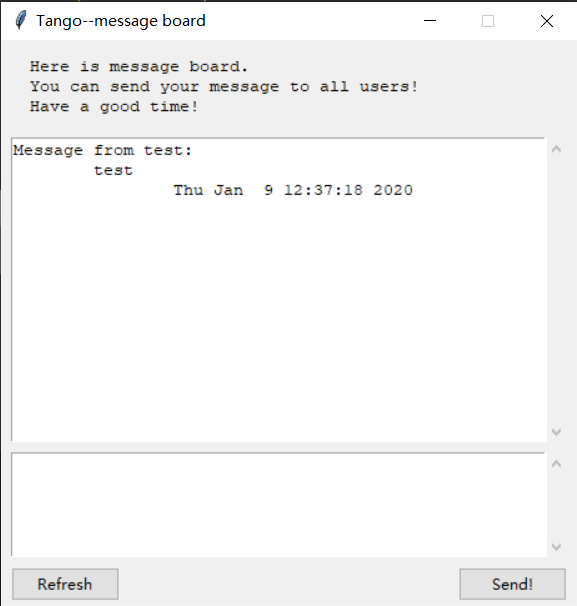 Tango--message board
Here is message board.
You can send your message to all users!
Have a good time!
Message from test:
test
Thu Jan  9 12:37:18 2020
Refresh
Send!